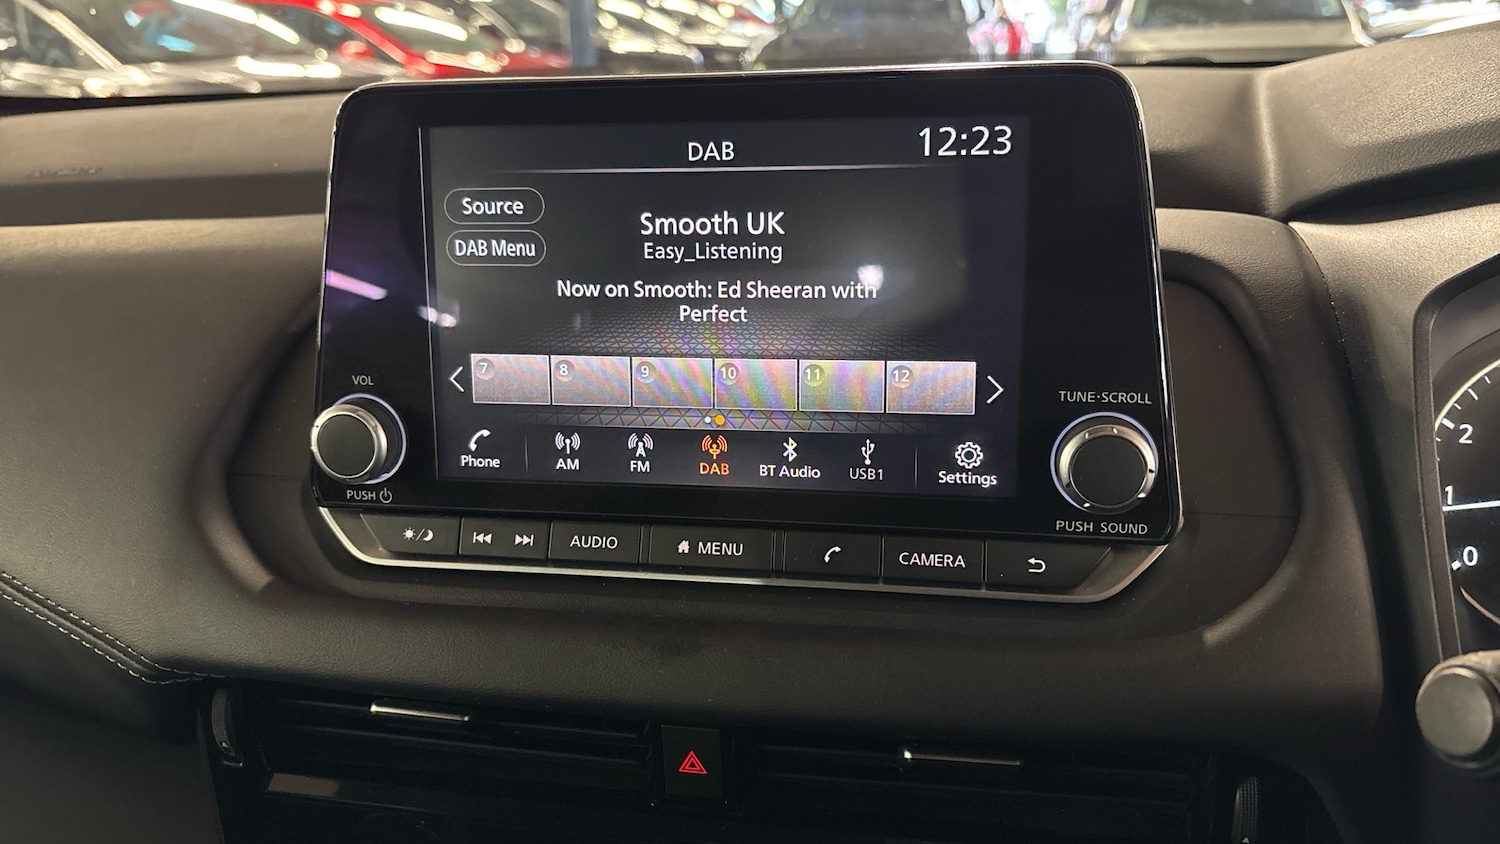 DAB
12:23
Source
DAB Menu
Smooth UK
Easy_Listening
Now on Smooth: Ed Sheeran with
Perfect
7
8
9
10
11
12
Phone
AM
FM
DAB
BT Audio
USB1
Settings
VOL
PUSH
TUNE·SCROLL
PUSH SOUND
AUDIO
MENU
CAMERA
2
1
0